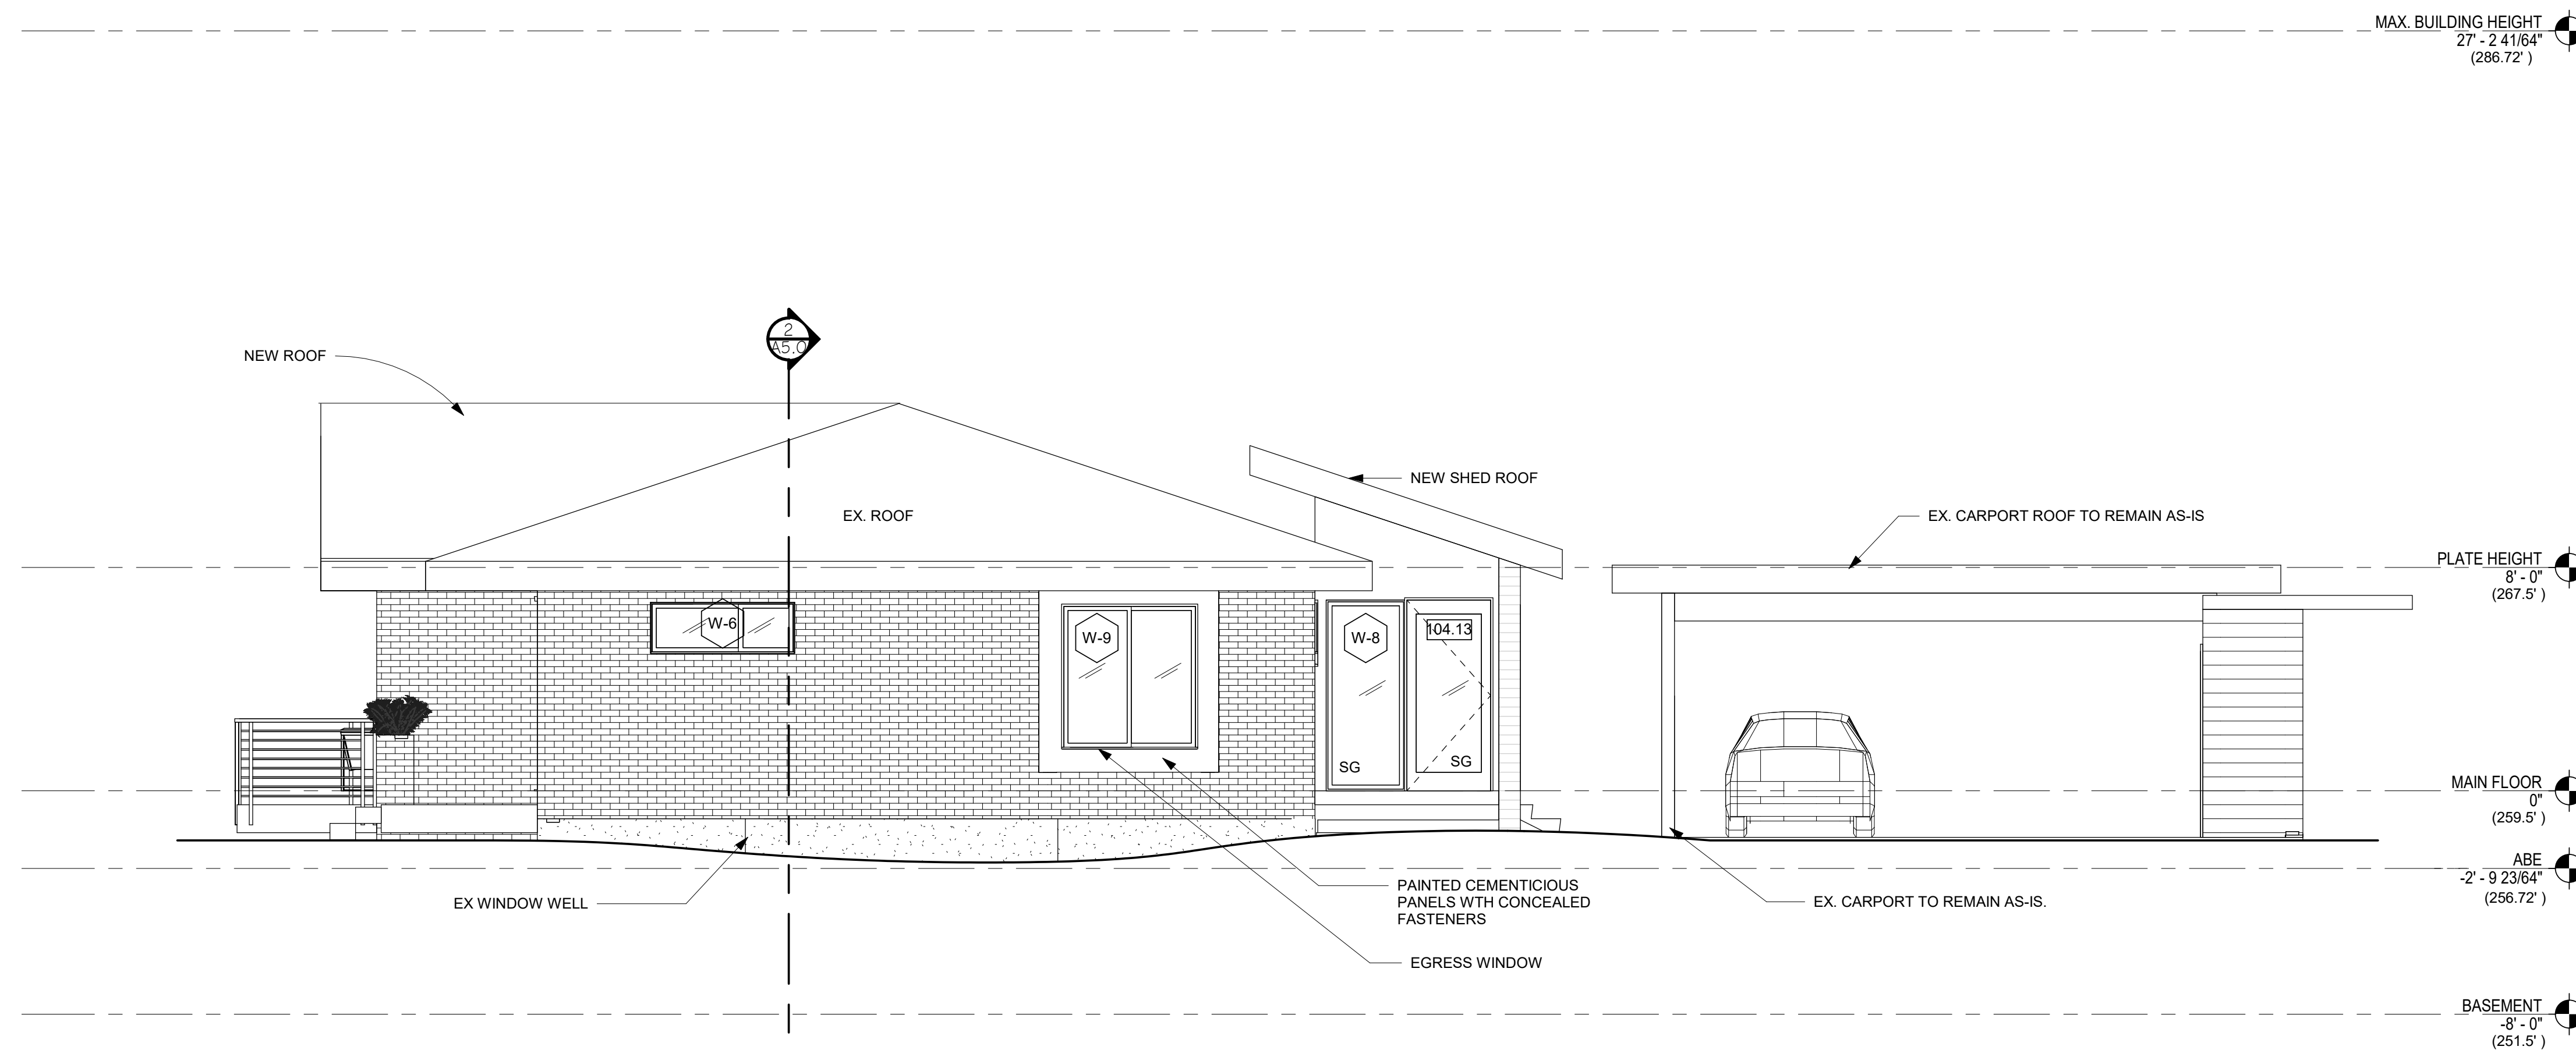 MAX. BUILDING HEIGHT
27' - 2 41/64"
(286.72' )
2
A5.0
NEW ROOF
NEW SHED ROOF
EX. ROOF
EX. CARPORT ROOF TO REMAIN AS-IS
PLATE HEIGHT
8' - 0"
(267.5' )
W-6
W-9
W-8
104.13
SG
SG
MAIN FLOOR
0"
(259.5' )
ABE
-2' - 9 23/64"
(256.72' )
EX WINDOW WELL
PAINTED CEMENTICIOUS
PANELS WTH CONCEALED
FASTENERS
EX. CARPORT TO REMAIN AS-IS.
EGRESS WINDOW
BASEMENT
-8' - 0"
(251.5' )